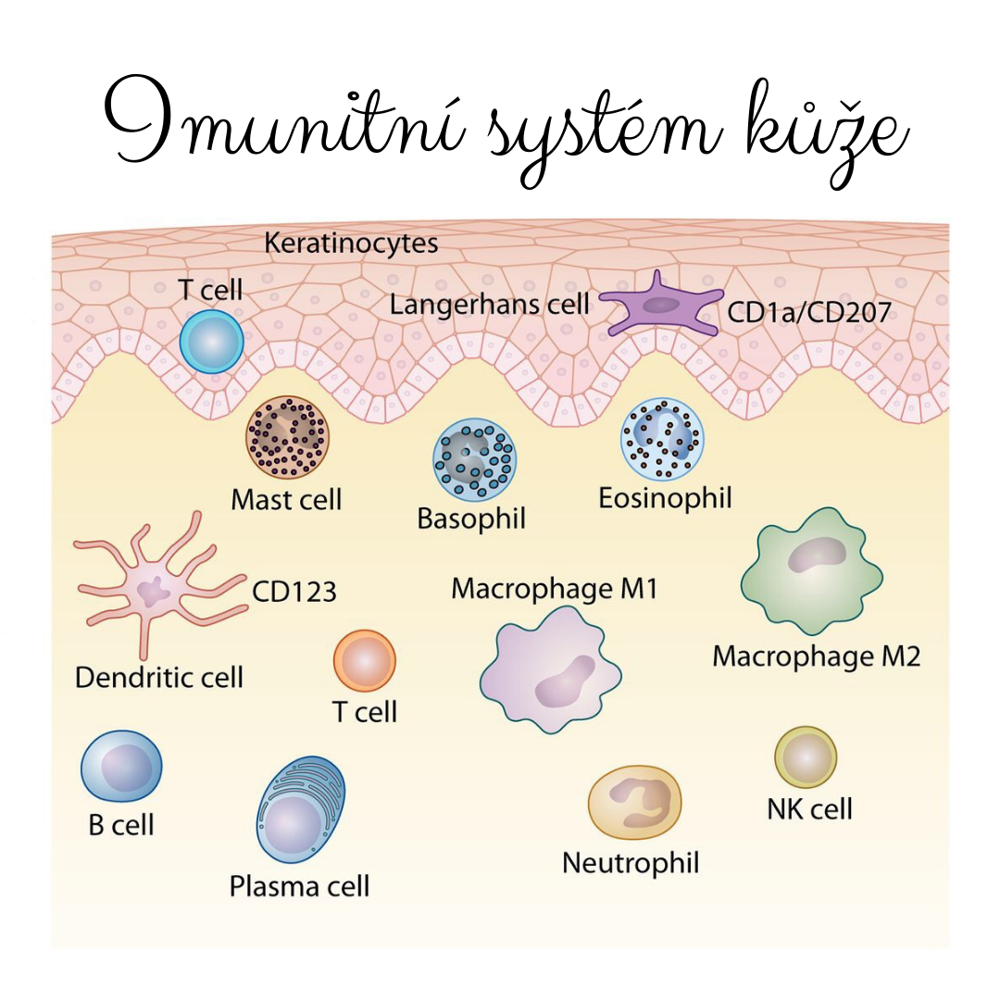 Imunitní systém kůže
Keratinocytes
T cell
Langerhans cell
CD1a/CD207
Mast cell
Basophil
Eosinophil
CD123
Dendritic cell
T cell
Macrophage M1
Macrophage M2
B cell
Plasma cell
Neutrophil
NK cell